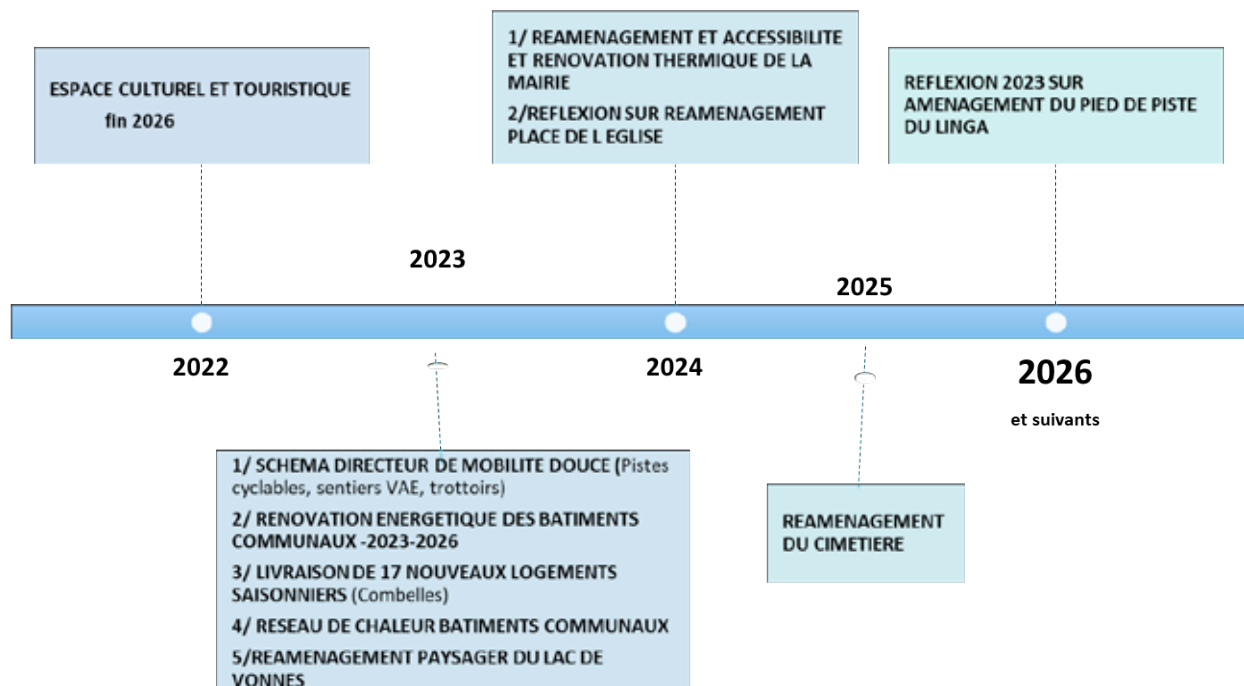 ESPACE CULTUREL ET TOURISTIQUE
fin 2026
1/ REAMENAGEMENT ET ACCESSIBILITE
ET RENOVATION THERMIQUE DE LA
MAIRIE
2/REFLEXION SUR REAMENAGEMENT
PLACE DE L EGLISE
REFLEXION 2023 SUR
AMENAGEMENT DU PIED DE PISTE
DU LINGA
2023
2025
2022
2024
2026
et suivants
1/ SCHEMA DIRECTEUR DE MOBILITE DOUCE (Pistes
cyclables, sentiers VAE, trottoirs)
2/ RENOVATION ENERGETIQUE DES BATIMENTS
COMMUNAUX -2023-2026
3/ LIVRAISON DE 17 NOUVEAUX LOGEMENTS
SAISONNIERS (Combelles)
4/ RESEAU DE CHALEUR BATIMENTS COMMUNAUX
5/REAMENAGEMENT PAYSAGER DU LAC DE
VONNES
REAMENAGEMENT
DU CIMETIERE